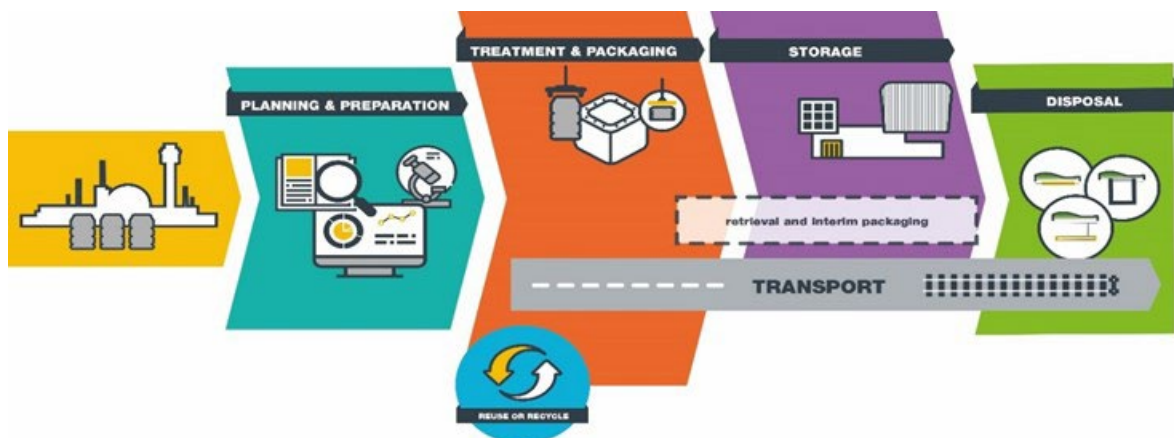 PLANNING & PREPARATION
TREATMENT & PACKAGING
STORAGE
DISPOSAL
retrieval and Interim packaging
TRANSPORT
REUSE OR RECYCLE